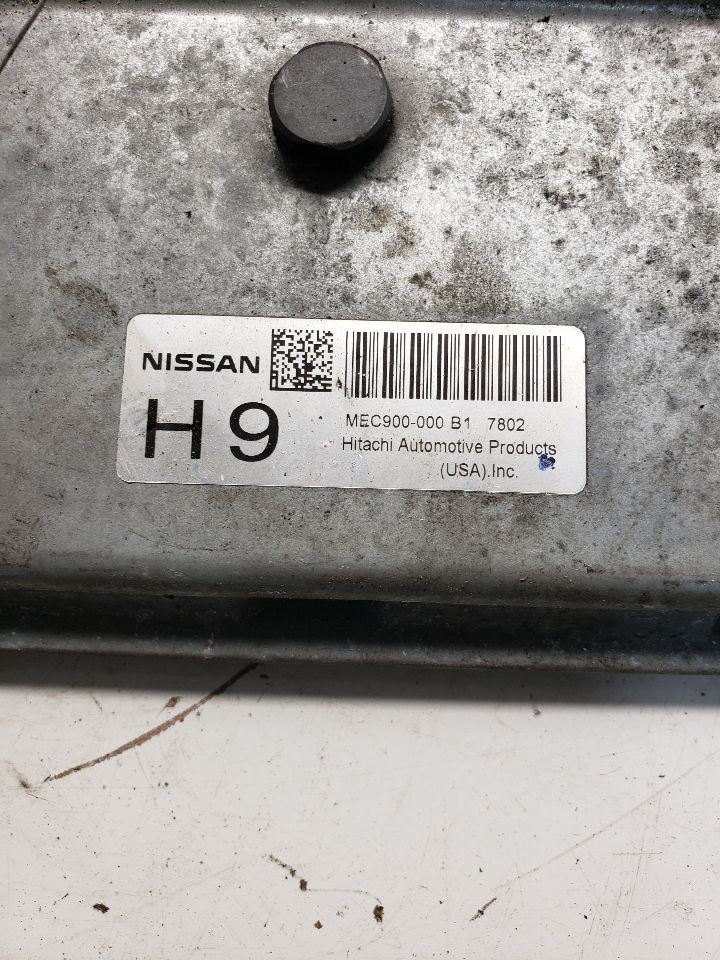 NISSAN
H9
MEC900-000 B1 7802
Hitachi Automotive Products
(USA).Inc.